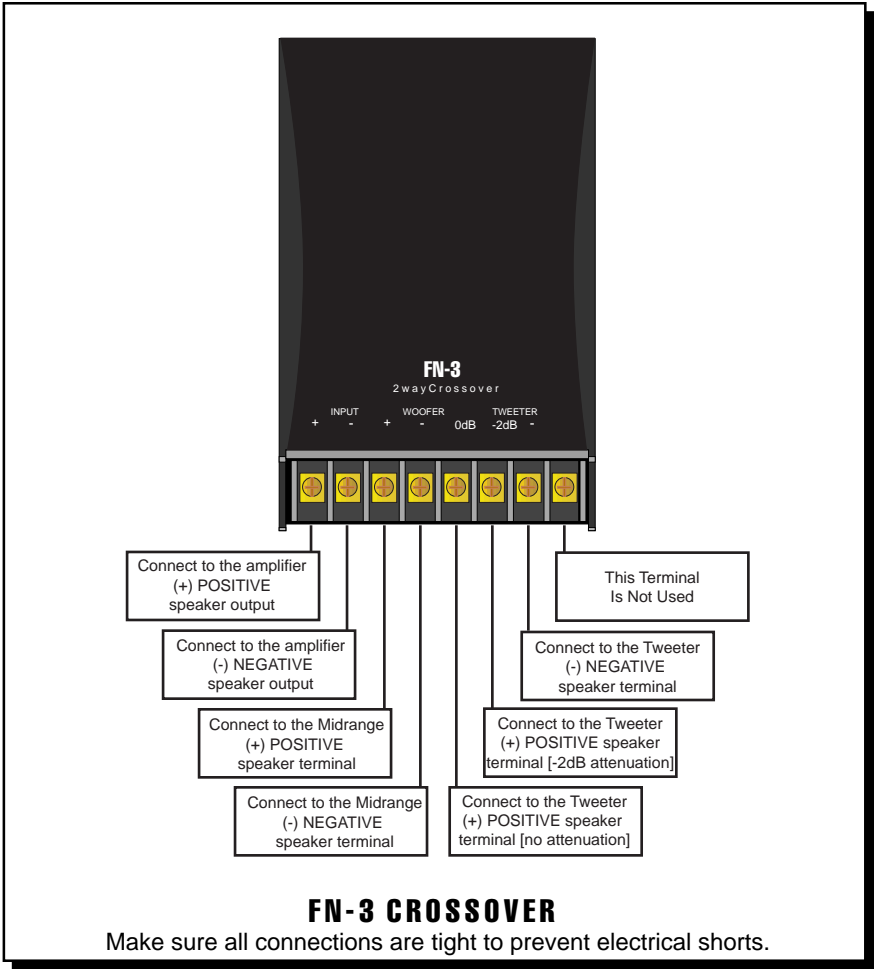 FN-3
2wayCrossover
INPUT WOOFER TWEETER
+ - + - 0dB -2dB -
Connect to the amplifier
(+) POSITIVE
speaker output
This Terminal
Is Not Used
Connect to the amplifier
(-) NEGATIVE
speaker output
Connect to the Tweeter
(-) NEGATIVE
speaker terminal
Connect to the Midrange
(+) POSITIVE
speaker terminal
Connect to the Tweeter
(+) POSITIVE speaker
terminal [-2dB attenuation]
Connect to the Midrange
(-) NEGATIVE
speaker terminal
Connect to the Tweeter
(+) POSITIVE speaker
terminal [no attenuation]
FN-3 CROSSOVER
Make sure all connections are tight to prevent electrical shorts.